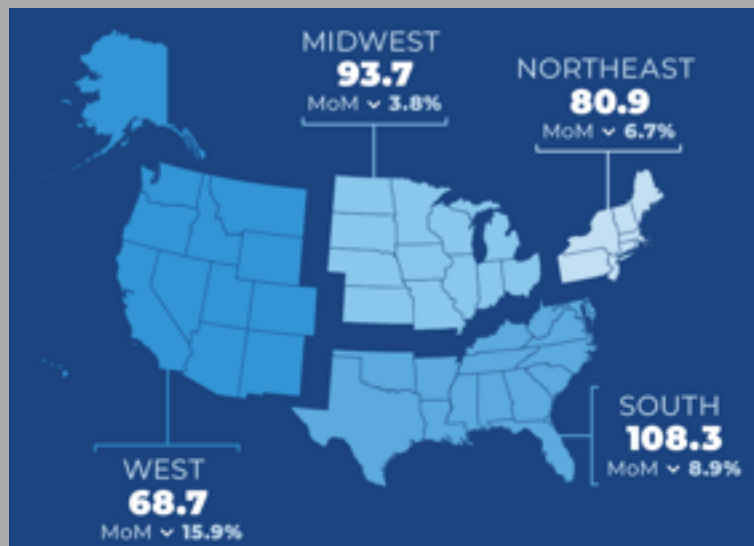 MIDWEST
93.7
MoM ⌄ 3.8%
NORTHEAST
80.9
MoM ⌄ 6.7%
SOUTH
108.3
MoM ⌄ 8.9%
WEST
68.7
MoM ⌄ 15.9%